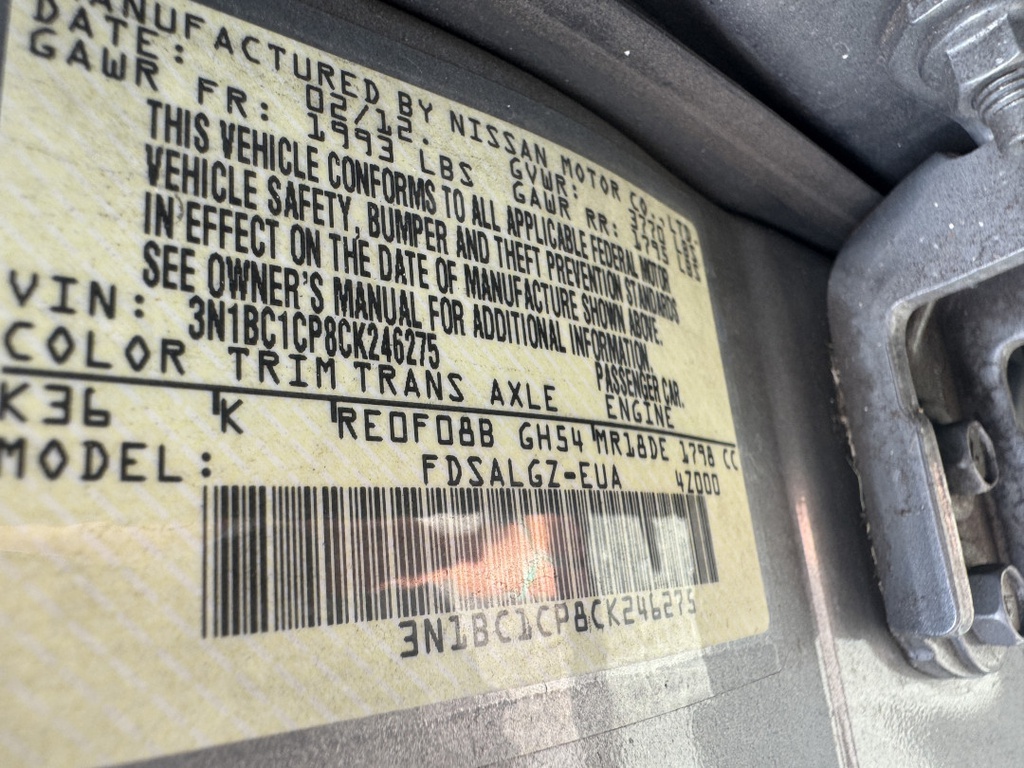 MANUFACTURED BY NISSAN MOTOR CO., LTD.
DATE: 02/12. GVWR: 3770 LBS
GAWR FR: 1993 LBS GAWR RR: 1795 LBS
THIS VEHICLE CONFORMS TO ALL APPLICABLE FEDERAL MOTOR
VEHICLE SAFETY, BUMPER AND THEFT PREVENTION STANDARDS
IN EFFECT ON THE DATE OF MANUFACTURE SHOWN ABOVE.
SEE OWNER'S MANUAL FOR ADDITIONAL INFORMATION.
VIN: 3N1BC1CP8CK246275 PASSENGER CAR.
COLOR TRIM TRANS AXLE ENGINE
K36 K RE0F08B GH54 MR18DE 1798 CC
MODEL: FDSALGZ-EUA 4Z000
3N1BC1CP8CK246275